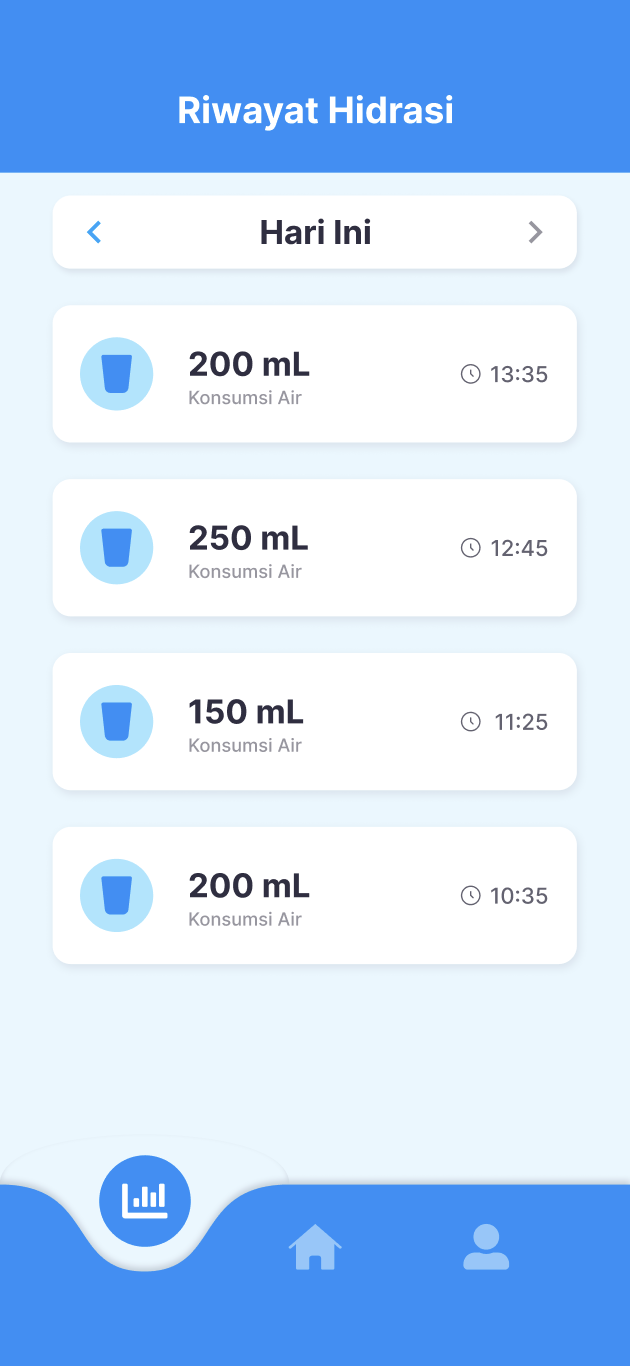 Riwayat Hidrasi
Hari Ini
200 mL
Konsumsi Air
13:35
250 mL
Konsumsi Air
12:45
150 mL
Konsumsi Air
11:25
200 mL
Konsumsi Air
10:35